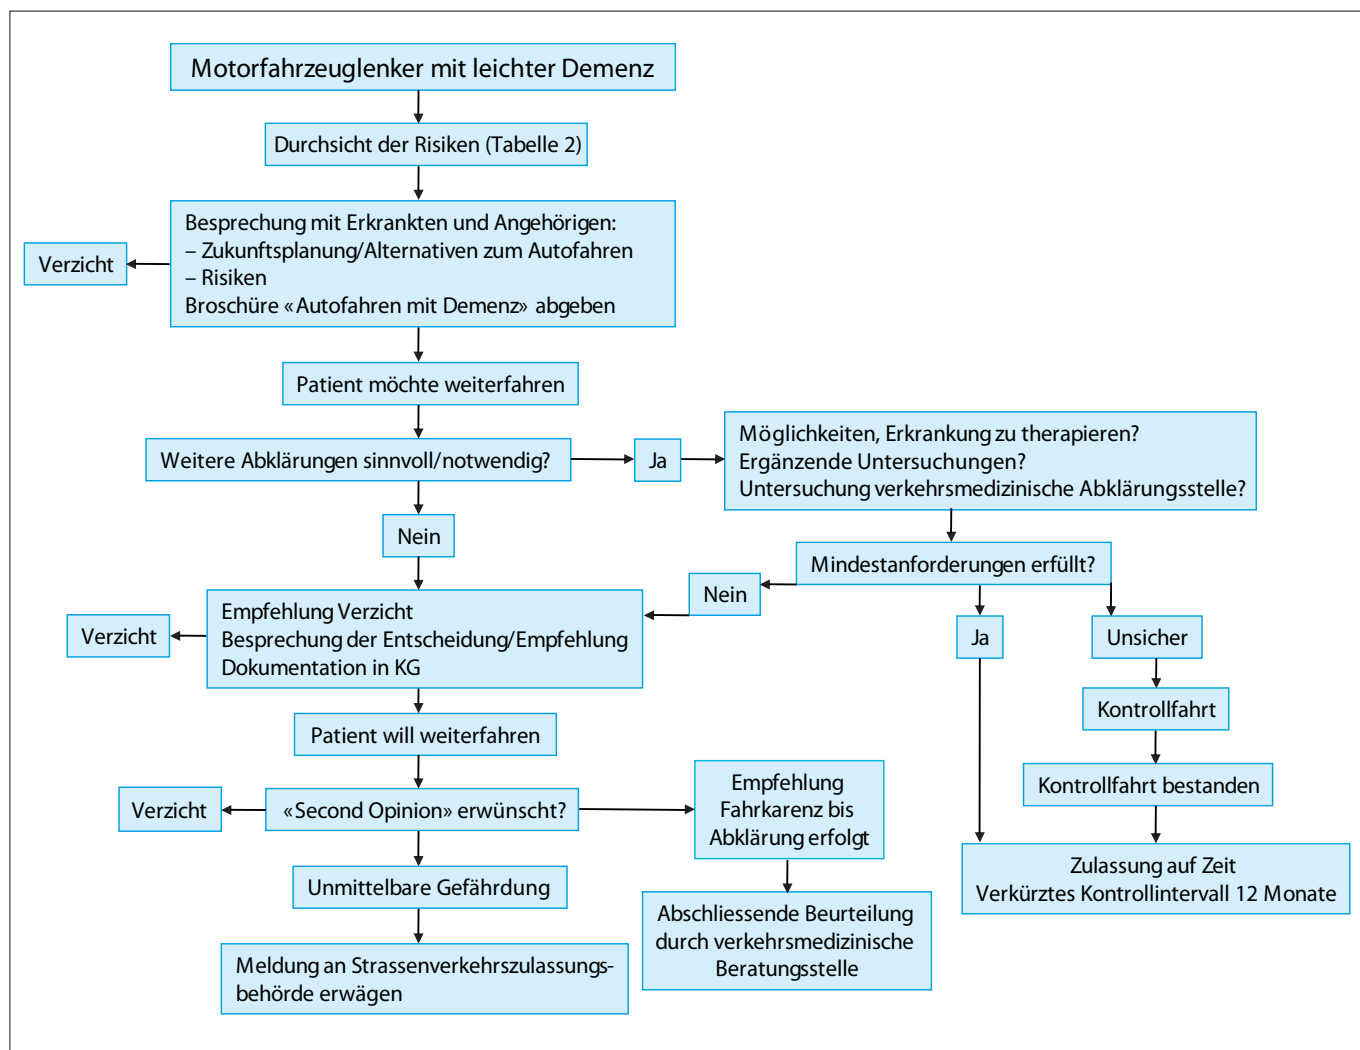 Motorfahrzeuglenker mit leichter Demenz
Durchsicht der Risiken (Tabelle 2)
Besprechung mit Erkrankten und Angehörigen:
– Zukunftsplanung/Alternativen zum Autofahren
– Risiken
Broschüre «Autofahren mit Demenz» abgeben
Verzicht
Patient möchte weiterfahren
Weitere Abklärungen sinnvoll/notwendig?
Ja
Möglichkeiten, Erkrankung zu therapieren?
Ergänzende Untersuchungen?
Untersuchung verkehrsmedizinische Abklärungsstelle?
Nein
Mindestanforderungen erfüllt?
Nein
Ja
Unsicher
Empfehlung Verzicht
Besprechung der Entscheidung/Empfehlung
Dokumentation in KG
Verzicht
Kontrollfahrt
Patient will weiterfahren
Kontrollfahrt bestanden
Verzicht
«Second Opinion» erwünscht?
Empfehlung
Fahrkarenz bis
Abklärung erfolgt
Zulassung auf Zeit
Verkürztes Kontrollintervall 12 Monate
Unmittelbare Gefährdung
Abschliessende Beurteilung
durch verkehrsmedizinische
Beratungsstelle
Meldung an Strassenverkehrszulassungs-
behörde erwägen